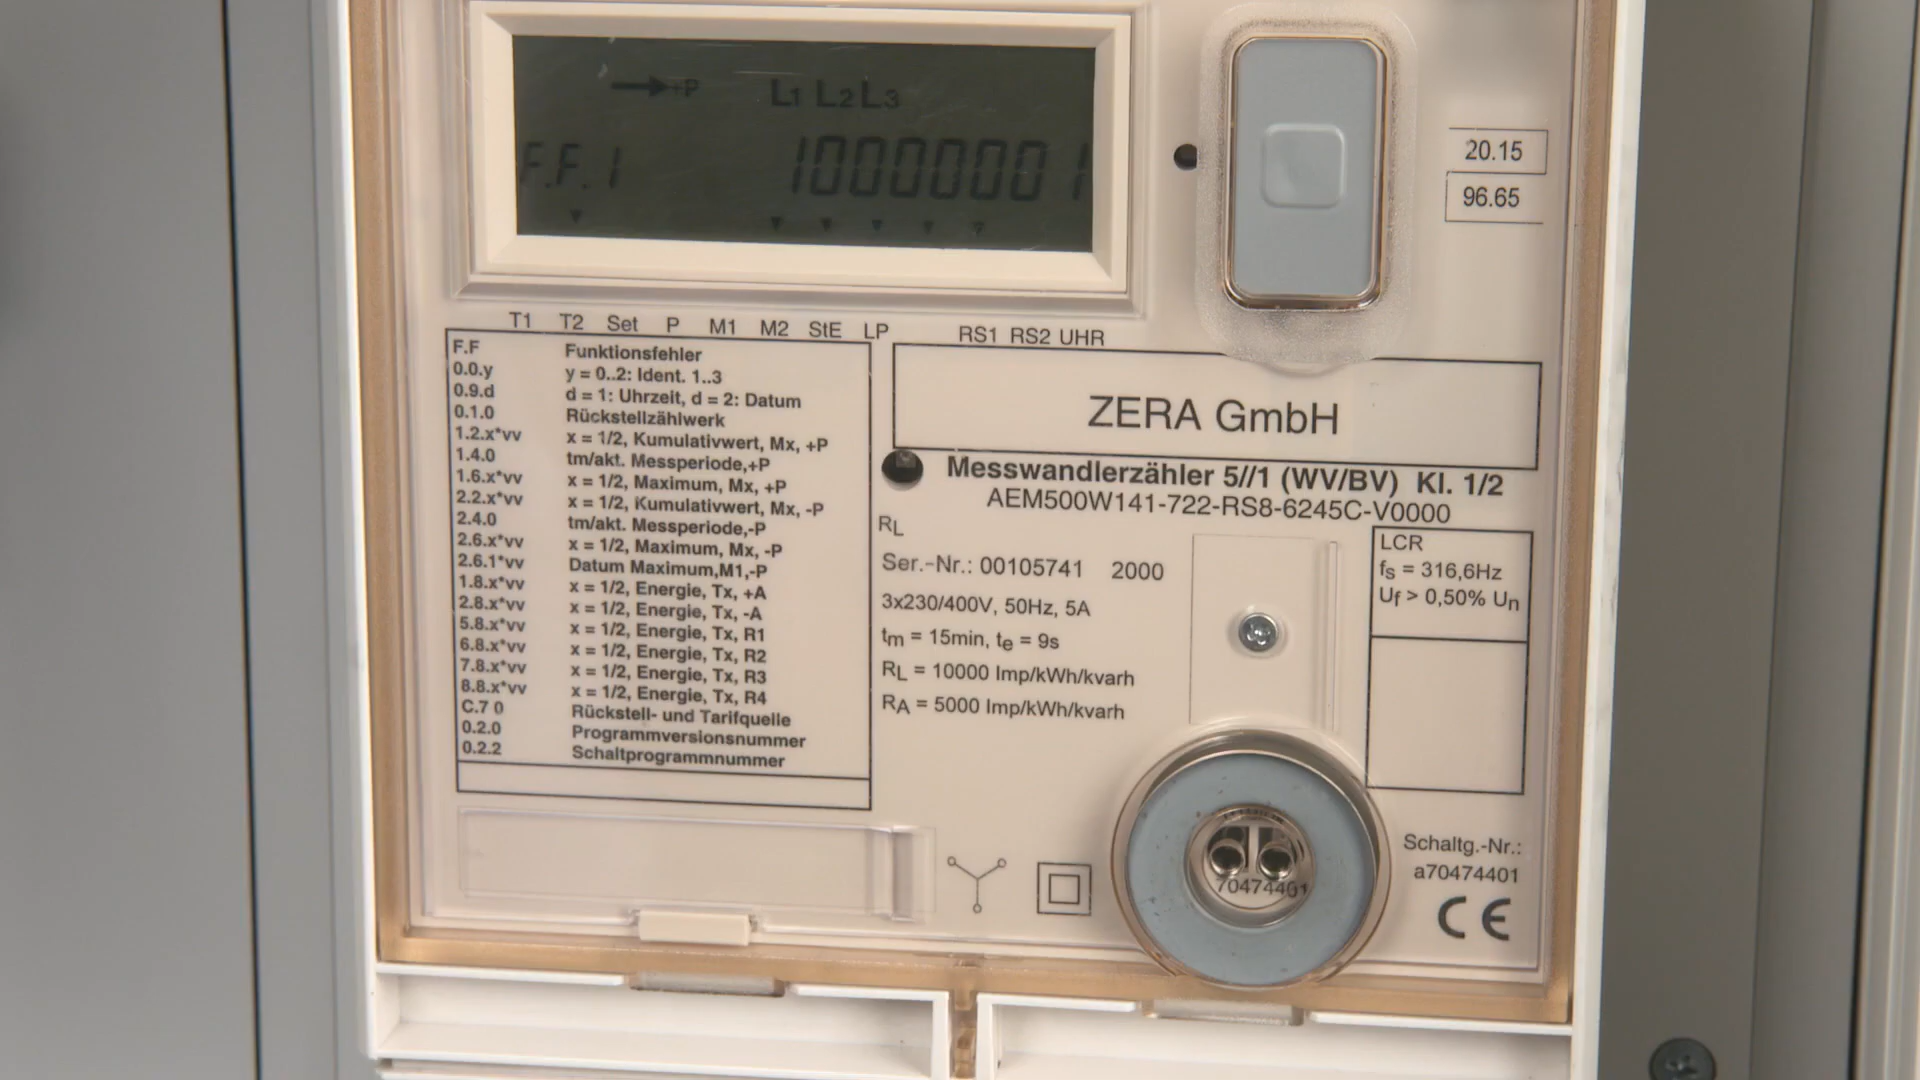 +P L1 L2 L3
F.F.1 10000001
20.15
96.65
T1 T2 Set P M1 M2 StE LP RS1 RS2 UHR
F.F Funktionsfehler
0.0.y y = 0..2: Ident. 1..3
0.9.d d = 1: Uhrzeit, d = 2: Datum
0.1.0 Rückstellzählwerk
1.2.x*vv x = 1/2, Kumulativwert, Mx, +P
1.4.0 tm/akt. Messperiode,+P
1.6.x*vv x = 1/2, Maximum, Mx, +P
2.2.x*vv x = 1/2, Kumulativwert, Mx, -P
2.4.0 tm/akt. Messperiode,-P
2.6.x*vv x = 1/2, Maximum, Mx, -P
2.6.1*vv Datum Maximum,M1,-P
1.8.x*vv x = 1/2, Energie, Tx, +A
2.8.x*vv x = 1/2, Energie, Tx, -A
5.8.x*vv x = 1/2, Energie, Tx, R1
6.8.x*vv x = 1/2, Energie, Tx, R2
7.8.x*vv x = 1/2, Energie, Tx, R3
8.8.x*vv x = 1/2, Energie, Tx, R4
C.7 0 Rückstell- und Tarifquelle
0.2.0 Programmversionsnummer
0.2.2 Schaltprogrammnummer
ZERA GmbH
Messwandlerzähler 5//1 (WV/BV) Kl. 1/2
AEM500W141-722-RS8-6245C-V0000
RL
Ser.-Nr.: 00105741 2000
3x230/400V, 50Hz, 5A
tm = 15min, te = 9s
RL = 10000 Imp/kWh/kvarh
RA = 5000 Imp/kWh/kvarh
LCR
fs = 316,6Hz
Uf > 0,50% Un
70474401
Schaltg.-Nr.:
a70474401
CE